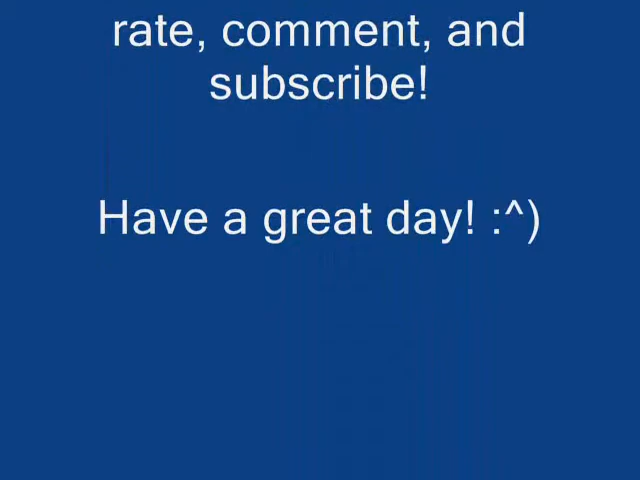 rate, comment, and
subscribe!
Have a great day! :^)